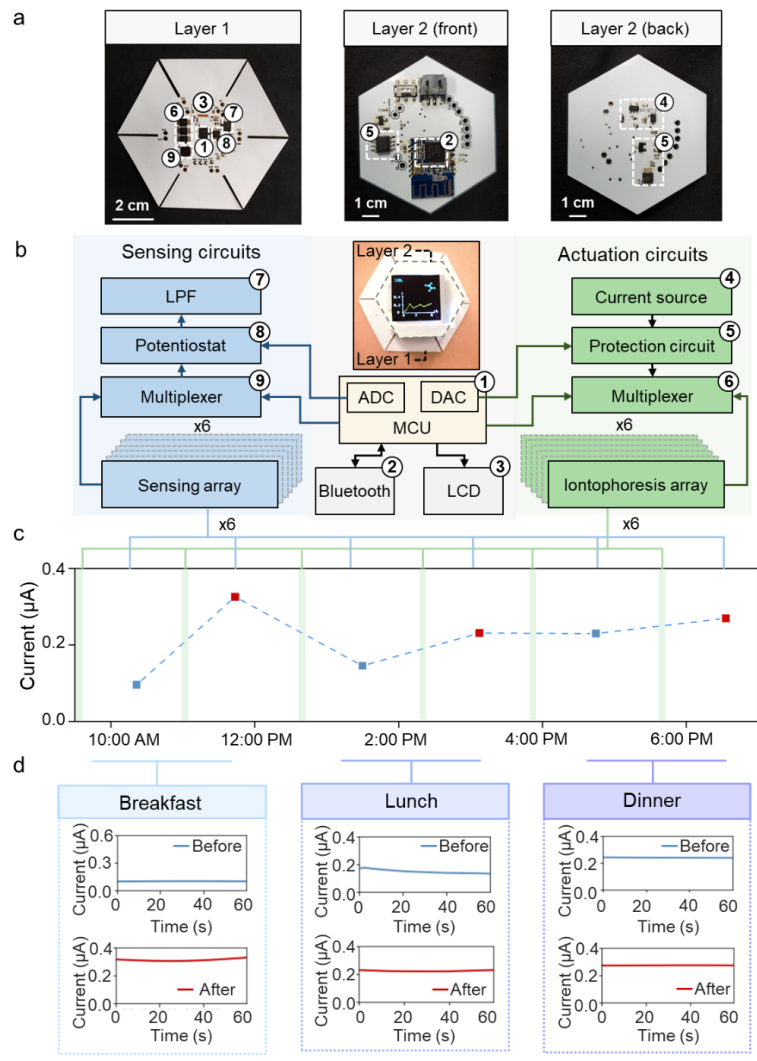 a
Layer 1
Layer 2 (front)
Layer 2 (back)
6
3
7
9
1
8
2 cm
5
2
1 cm
4
5
1 cm
b
Sensing circuits
Layer 2
Layer 1
Actuation circuits
LPF
7
Potentiostat
8
Multiplexer
9
x6
Sensing array
x6
ADC
DAC
1
MCU
Bluetooth
2
LCD
3
Current source
4
Protection circuit
5
Multiplexer
6
x6
Iontophoresis array
x6
c
Current (µA)
0.4
0.2
0.0
10:00 AM
12:00 PM
2:00 PM
4:00 PM
6:00 PM
d
Breakfast
Current (µA)
0.6
0.3
0.0
Before
0
20
40
60
Time (s)
Current (µA)
0.4
0.2
0.0
After
0
20
40
60
Time (s)
Lunch
Current (µA)
0.4
0.2
0.0
Before
0
20
40
60
Time (s)
Current (µA)
0.4
0.2
0.0
After
0
20
40
60
Time (s)
Dinner
Current (µA)
0.4
0.2
0.0
Before
0
20
40
60
Time (s)
Current (µA)
0.4
0.2
0.0
After
0
20
40
60
Time (s)